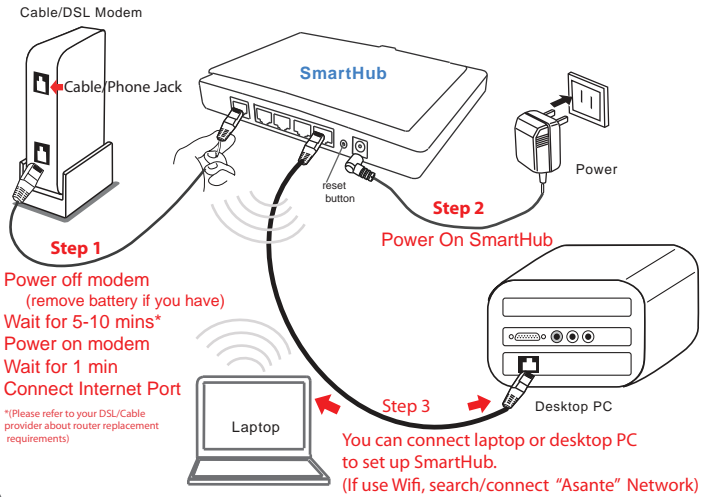 Cable/DSL Modem
Cable/Phone Jack
SmartHub
reset
button
Power
Step 1
Power off modem
(remove battery if you have)
Wait for 5-10 mins*
Power on modem
Wait for 1 min
Connect Internet Port
*(Please refer to your DSL/Cable
provider about router replacement
requirements)
Step 2
Power On SmartHub
Laptop
Step 3
Desktop PC
You can connect laptop or desktop PC
to set up SmartHub.
(If use Wifi, search/connect “Asante” Network)